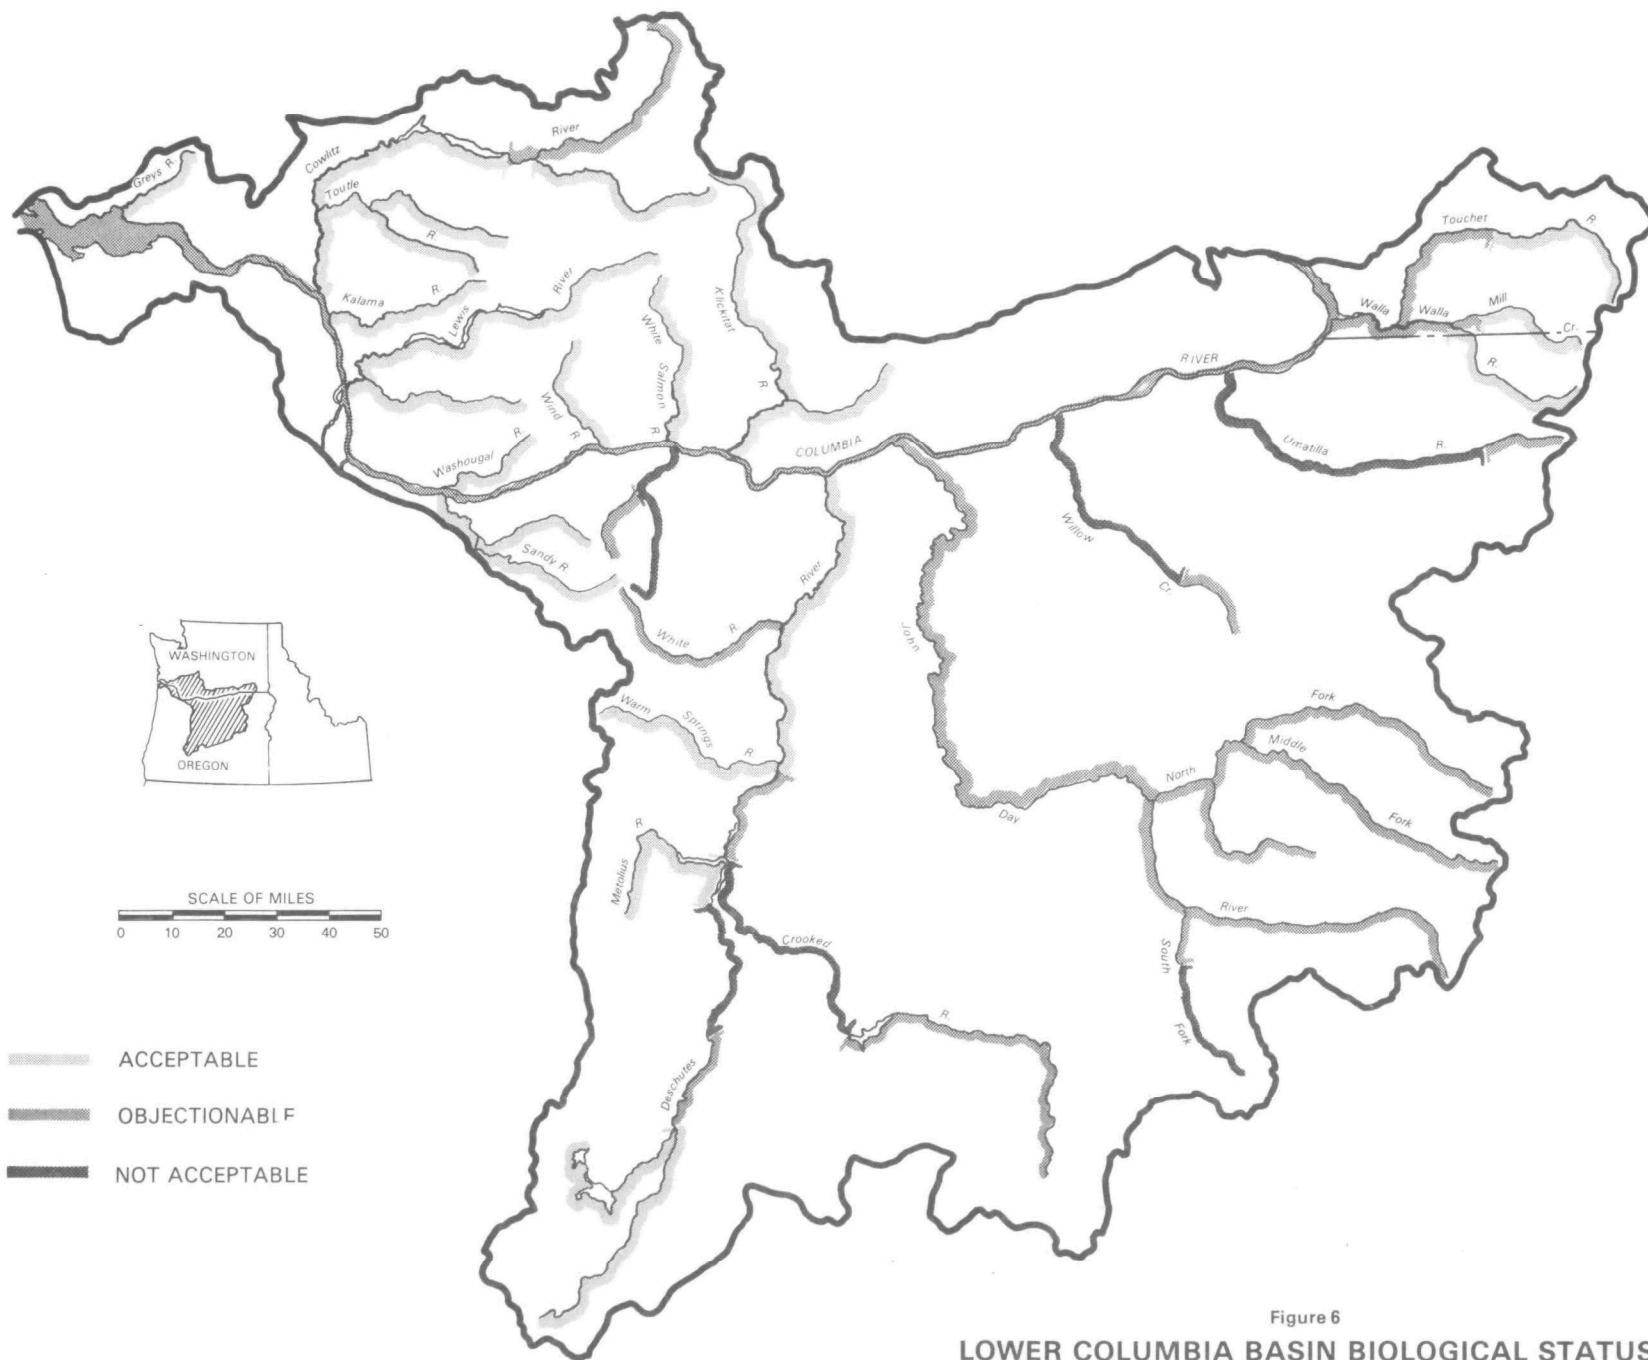 Greys R.
Cowlitz
River
Toutle
R.
Kalama R.
Lewis
River
White
Salmon
R.
Wind
R.
Washougal R.
Klickitat
R.
Sandy R.
COLUMBIA
RIVER
Touchet R.
Walla
Walla
Mill
Cr.
R.
Umatilla R.
Willow
Cr.
River
White R.
Warm
Springs
R.
Metolius
R
John
Day
North
Fork
Middle
Fork
River
South
Fork
Crooked
R.
Deschutes
WASHINGTON
OREGON
SCALE OF MILES
0 10 20 30 40 50
ACCEPTABLE
OBJECTIONABLE
NOT ACCEPTABLE
Figure 6
LOWER COLUMBIA BASIN BIOLOGICAL STATUS